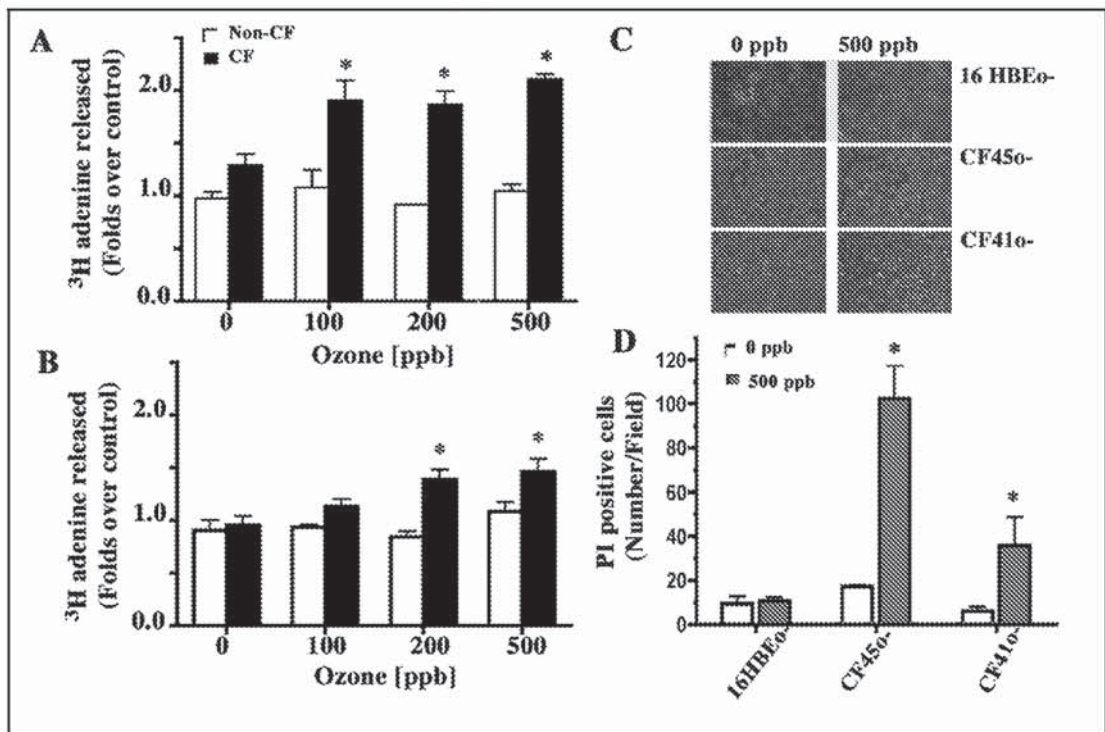 A
Non-CF
CF
³H adenine released
(Folds over control)
2.0
1.0
0.0
* * *
0 100 200 500
Ozone [ppb]
B
³H adenine released
(Folds over control)
2.0
1.0
0.0
* *
0 100 200 500
Ozone [ppb]
C
0 ppb 500 ppb
16 HBEo-
CF45o-
CF41o-
D
0 ppb
500 ppb
PI positive cells
(Number/Field)
120
100
80
60
40
20
0
* *
16HBEo-
CF45o-
CF41o-